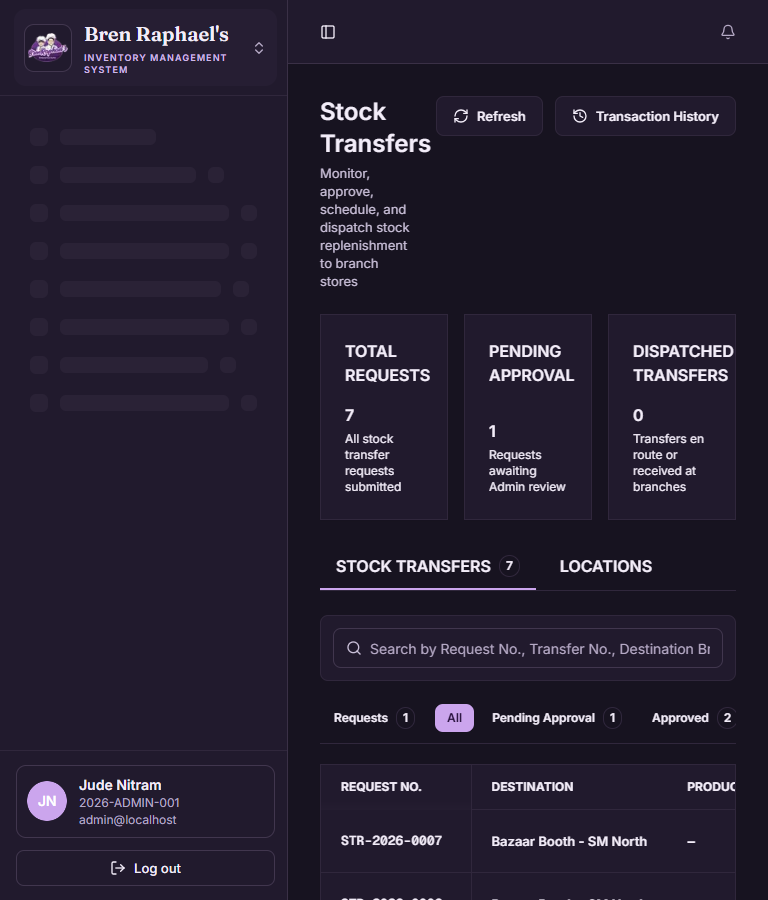 Bren Raphael's
INVENTORY MANAGEMENT
SYSTEM
Stock
Transfers
Refresh
Transaction History
Monitor,
approve,
schedule, and
dispatch stock
replenishment
to branch
stores
TOTAL
REQUESTS
7
All stock
transfer
requests
submitted
PENDING
APPROVAL
1
Requests
awaiting
Admin review
DISPATCHED
TRANSFERS
0
Transfers en
route or
received at
branches
STOCK TRANSFERS 7
LOCATIONS
Search by Request No., Transfer No., Destination Br
Requests 1
All
Pending Approval 1
Approved 2
REQUEST NO. DESTINATION PRODUC
STR-2026-0007 Bazaar Booth - SM North –
JN
Jude Nitram
2026-ADMIN-001
admin@localhost
Log out